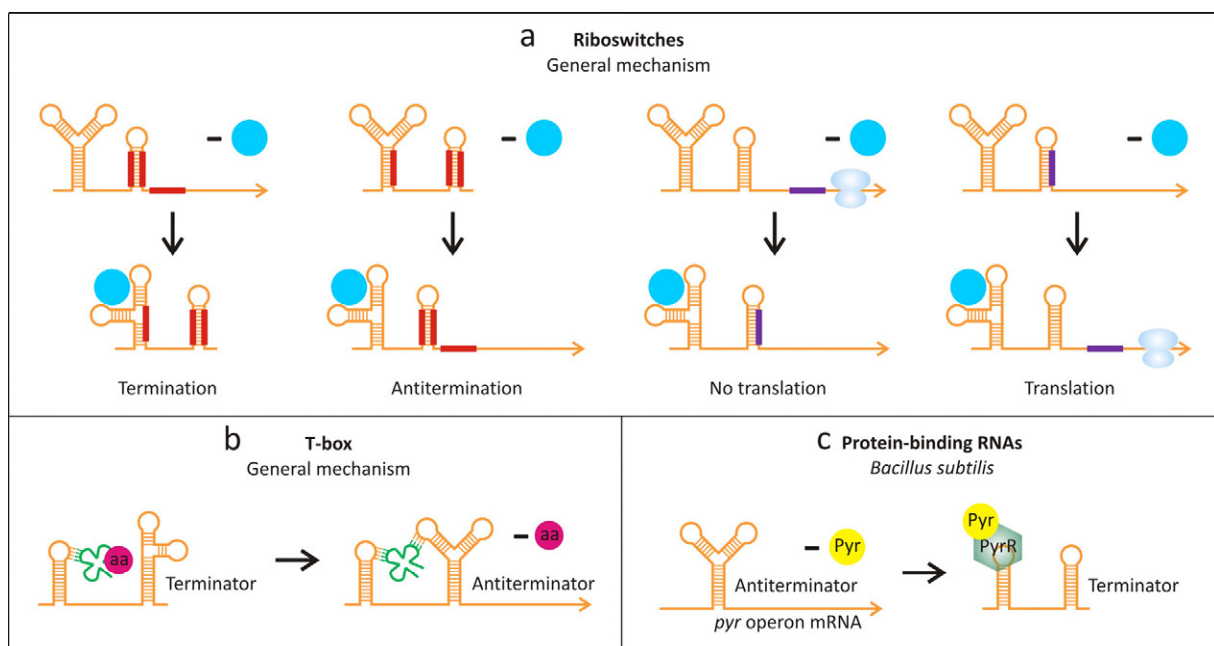 a Riboswitches
General mechanism
Termination
Antitermination
No translation
Translation
b T-box
General mechanism
aa
Terminator
– aa
Antiterminator
c Protein-binding RNAs
Bacillus subtilis
– Pyr
Antiterminator
pyr operon mRNA
Pyr
PyrR
Terminator